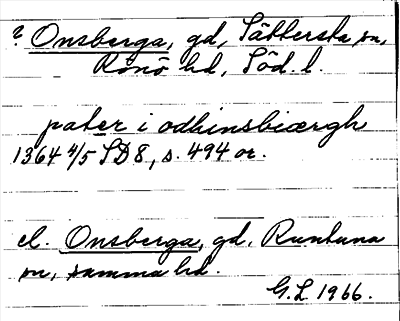 ? Onsberga, gd, Sättersta sn,
Rönö hd, Söd. l.
pater i odhinsbiærgh
1364 4/5 SD 8, s. 494 or.
el. Onsberga, gd, Runtuna
sn, samma hd.
G.L 1966.